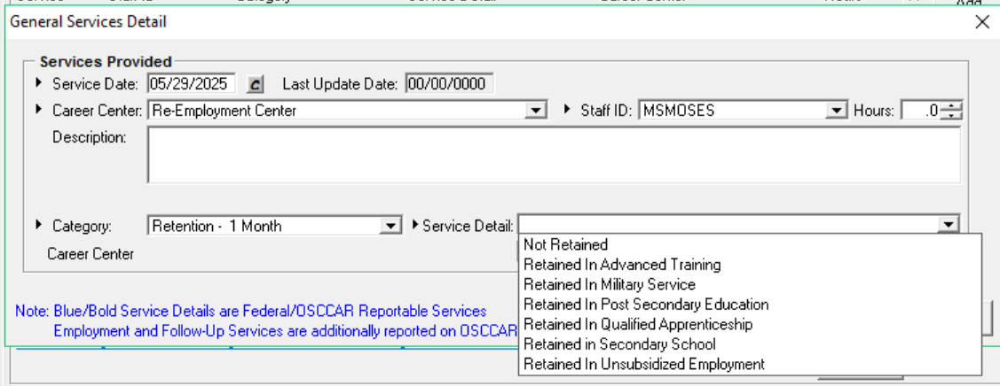 General Services Detail
Services Provided
Service Date: 05/29/2025 c Last Update Date: 00/00/0000
Career Center: Re-Employment Center Staff ID: MSMOSES Hours: .0
Description:
Category: Retention - 1 Month Service Detail:
Not Retained
Career Center
Retained In Advanced Training
Retained In Military Service
Retained In Post Secondary Education
Note: Blue/Bold Service Details are Federal/OSCCAR Reportable Services
Retained In Qualified Apprenticeship
Employment and Follow-Up Services are additionally reported on OSCCAR
Retained in Secondary School
Retained In Unsubsidized Employment